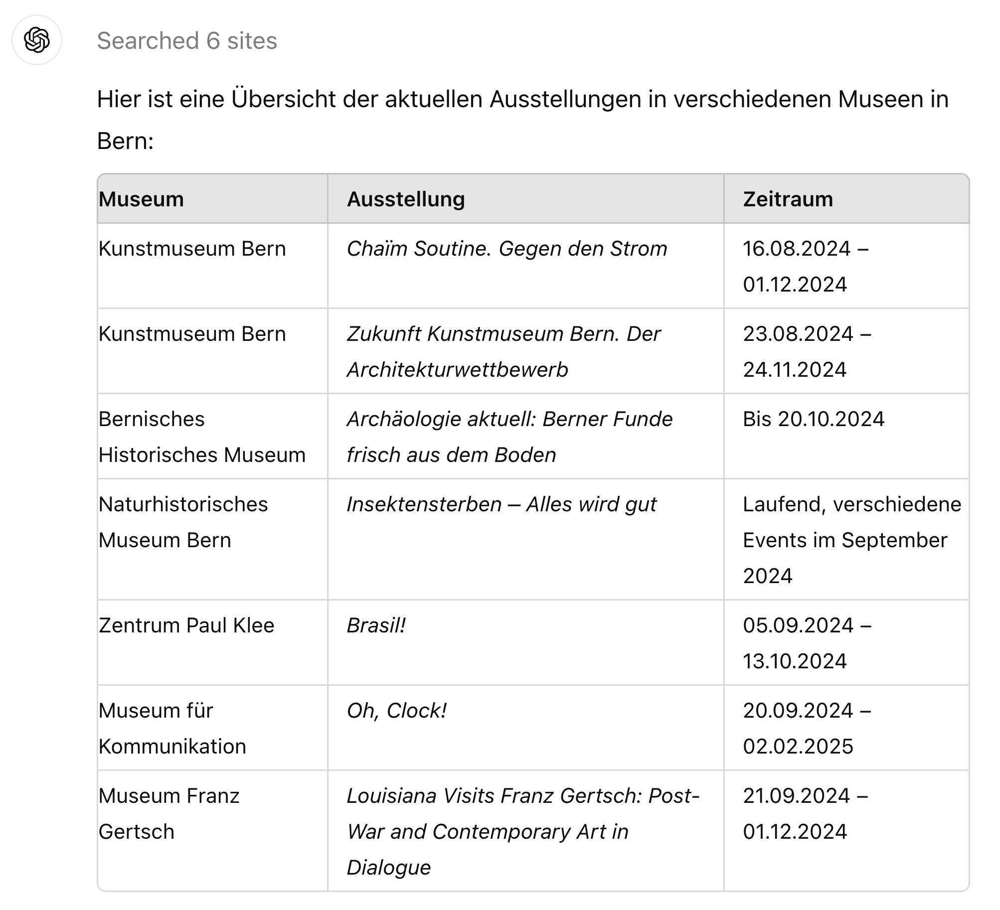 Searched 6 sites
Hier ist eine Übersicht der aktuellen Ausstellungen in verschiedenen Museen in
Bern:
Museum Ausstellung Zeitraum
Kunstmuseum Bern Chaïm Soutine. Gegen den Strom 16.08.2024 –
01.12.2024
Kunstmuseum Bern Zukunft Kunstmuseum Bern. Der 23.08.2024 –
Architekturwettbewerb 24.11.2024
Bernisches Archäologie aktuell: Berner Funde Bis 20.10.2024
Historisches Museum frisch aus dem Boden
Naturhistorisches Insektensterben – Alles wird gut Laufend, verschiedene
Museum Bern Events im September
2024
Zentrum Paul Klee Brasil! 05.09.2024 –
13.10.2024
Museum für Oh, Clock! 20.09.2024 –
Kommunikation 02.02.2025
Museum Franz Louisiana Visits Franz Gertsch: Post- 21.09.2024 –
Gertsch War and Contemporary Art in 01.12.2024
Dialogue